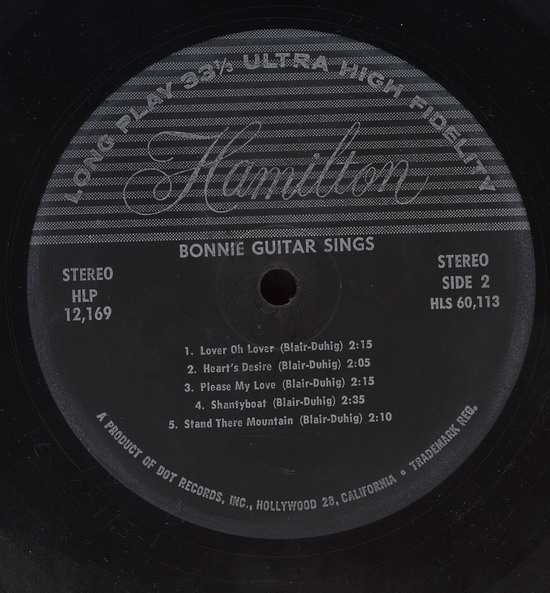 LONG PLAY 33⅓ ULTRA HIGH FIDELITY
Hamilton
BONNIE GUITAR SINGS
STEREO
HLP
12,169
STEREO
SIDE 2
HLS 60,113
1. Lover Oh Lover (Blair-Duhig) 2:15
2. Heart's Desire (Blair-Duhig) 2:05
3. Please My Love (Blair-Duhig) 2:15
4. Shantyboat (Blair-Duhig) 2:35
5. Stand There Mountain (Blair-Duhig) 2:10
A PRODUCT OF DOT RECORDS, INC., HOLLYWOOD 28, CALIFORNIA • TRADEMARK REG.